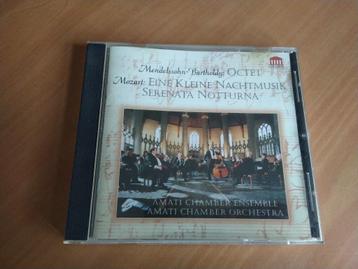 Mendelssohn-Bartholdy: OCTET
Mozart: EINE KLEINE NACHTMUSIK
SERENATA NOTTURNA
AMATI CHAMBER ENSEMBLE
AMATI CHAMBER ORCHESTRA